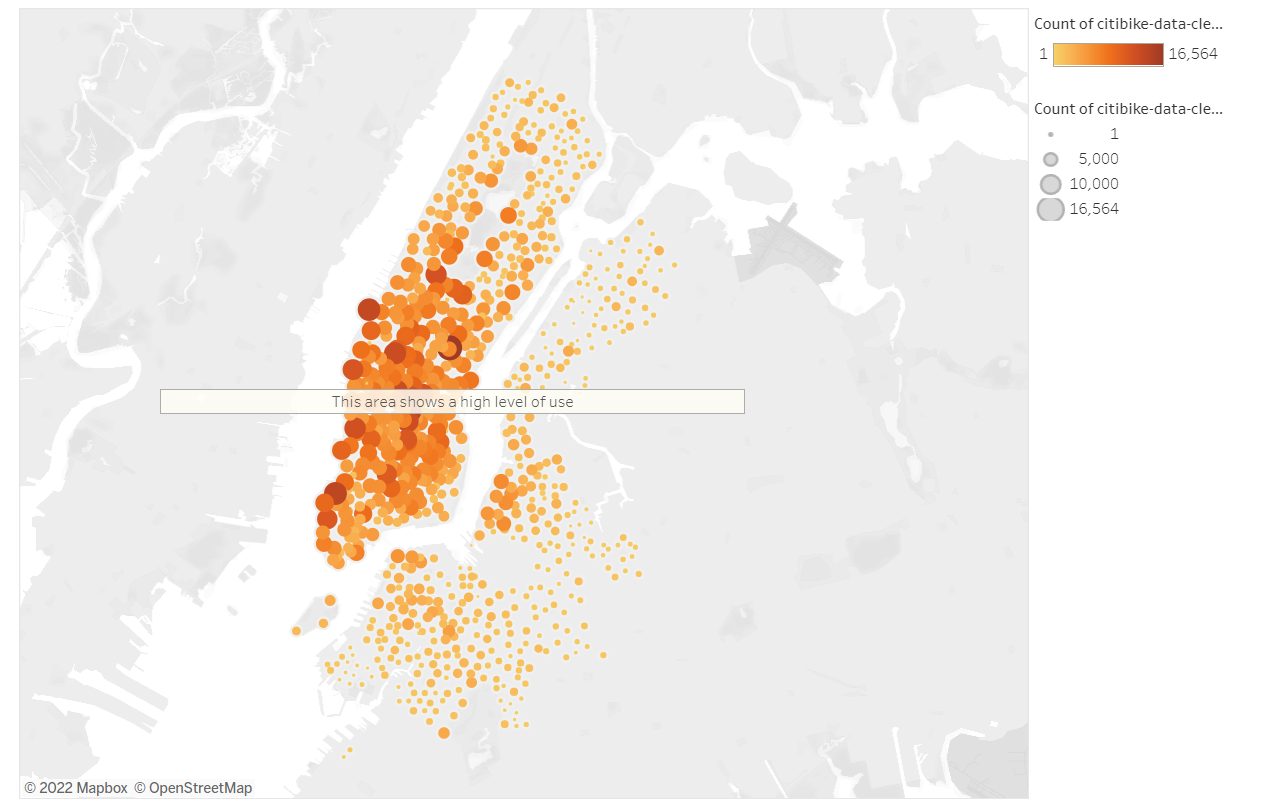 Count of citibike-data-cle...
1 16,564
Count of citibike-data-cle...
1
5,000
10,000
16,564
This area shows a high level of use
© 2022 Mapbox © OpenStreetMap